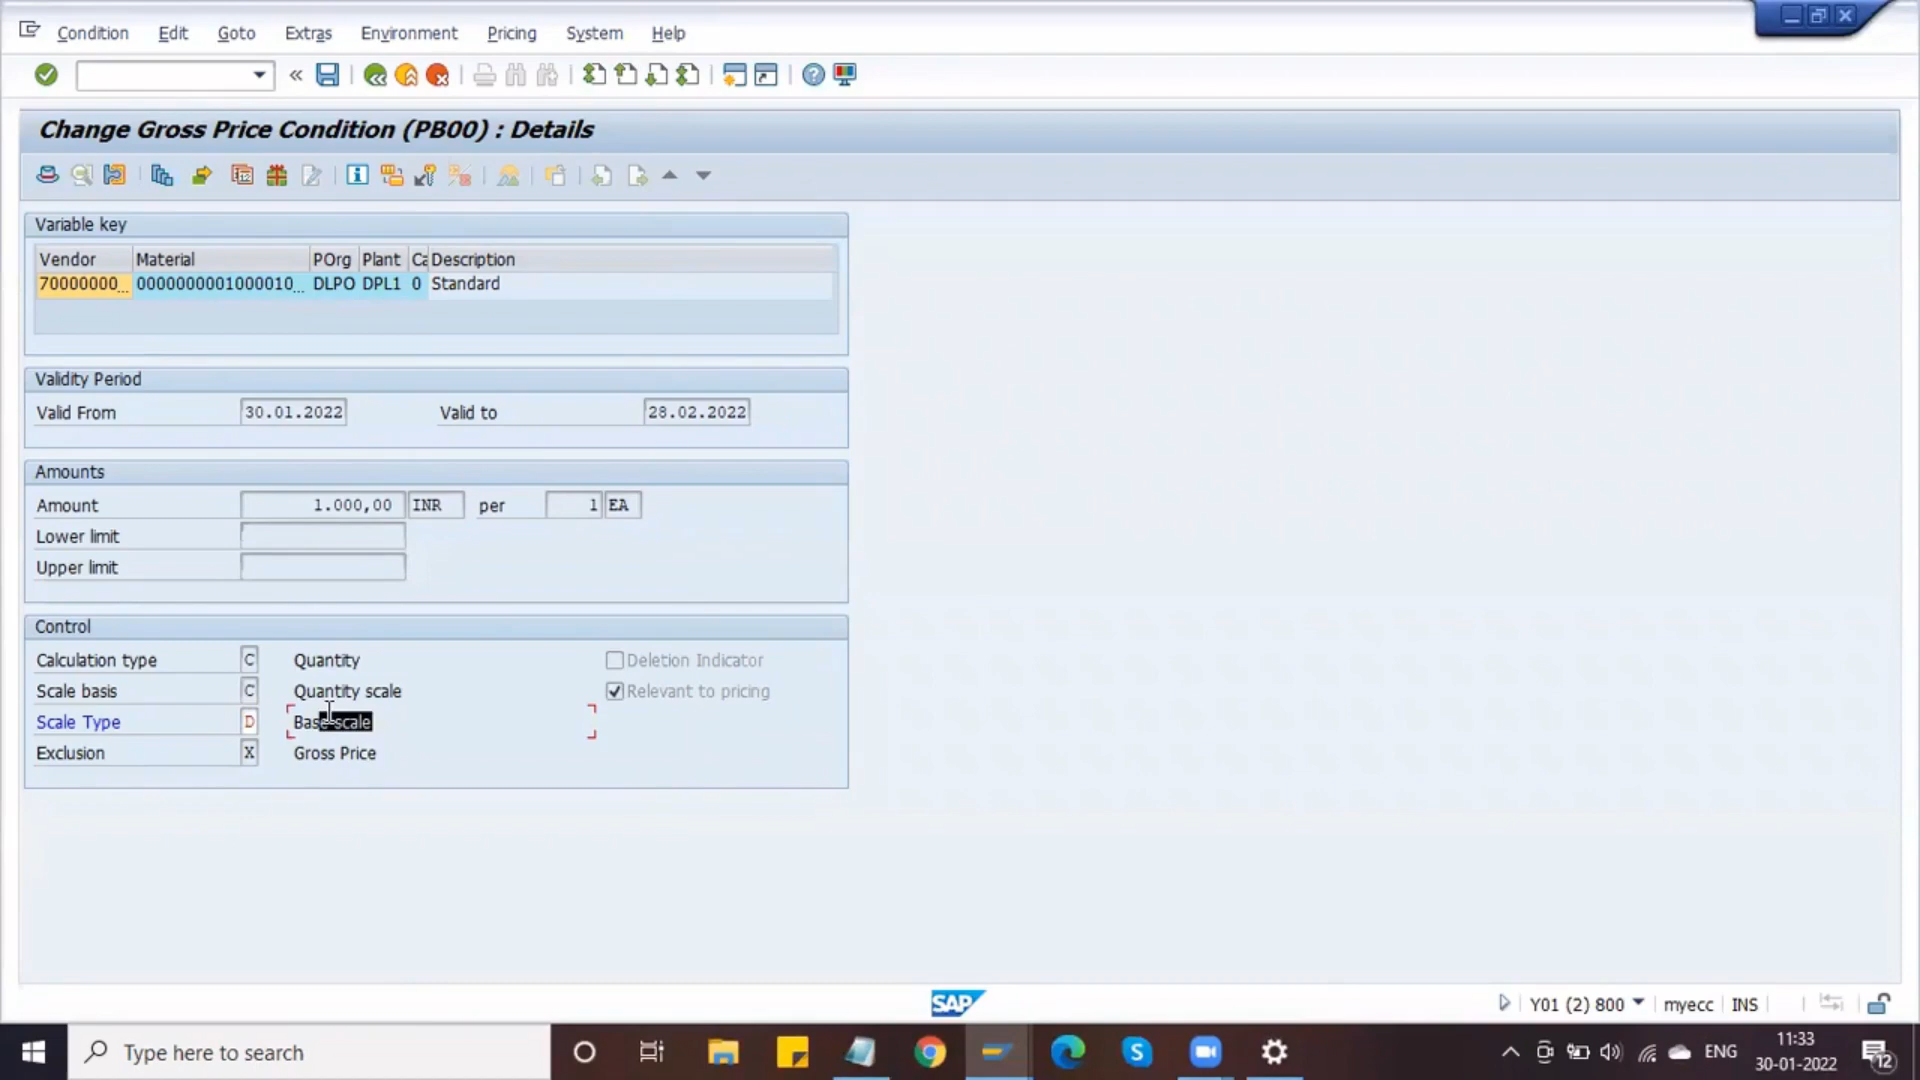 Condition Edit Goto Extras Environment Pricing System Help
Change Gross Price Condition (PB00) : Details
Variable key
Vendor Material POrg Plant Ca Description
70000000... 0000000001000010... DLPO DPL1 0 Standard
Validity Period
Valid From 30.01.2022 Valid to 28.02.2022
Amounts
Amount 1.000,00 INR per 1 EA
Lower limit
Upper limit
Control
Calculation type C Quantity Deletion Indicator
Scale basis C Quantity scale Relevant to pricing
Scale Type D Base scale
Exclusion X Gross Price
SAP Y01 (2) 800 myecc INS
Type here to search ENG 11:33
30-01-2022 12